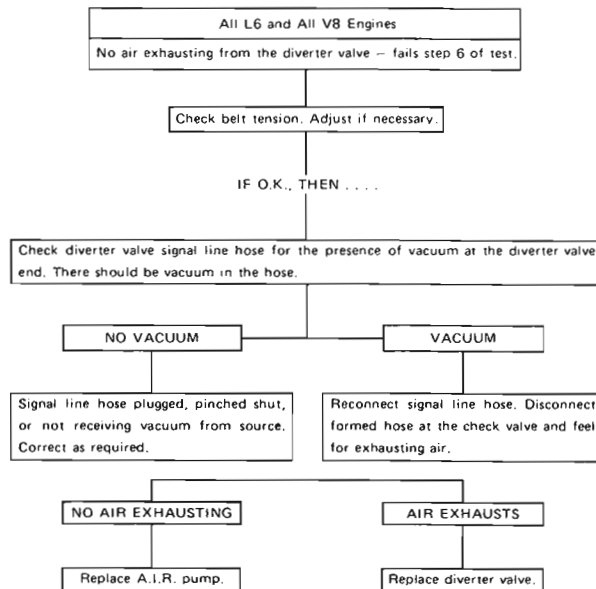 All L6 and All V8 Engines
No air exhausting from the diverter valve – fails step 6 of test.
Check belt tension. Adjust if necessary.
IF O.K., THEN . . . .
Check diverter valve signal line hose for the presence of vacuum at the diverter valve
end. There should be vacuum in the hose.
NO VACUUM
VACUUM
Signal line hose plugged, pinched shut,
or not receiving vacuum from source.
Correct as required.
Reconnect signal line hose. Disconnect
formed hose at the check valve and feel
for exhausting air.
NO AIR EXHAUSTING
AIR EXHAUSTS
Replace A.I.R. pump.
Replace diverter valve.